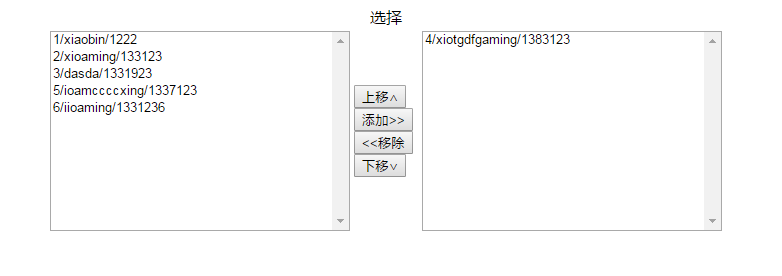 选择
1/xiaobin/1222
2/xioaming/133123
3/dasda/1331923
5/ioamccccxing/1337123
6/iioaming/1331236
上移∧
添加>>
<<移除
下移∨
4/xiotgdfgaming/1383123